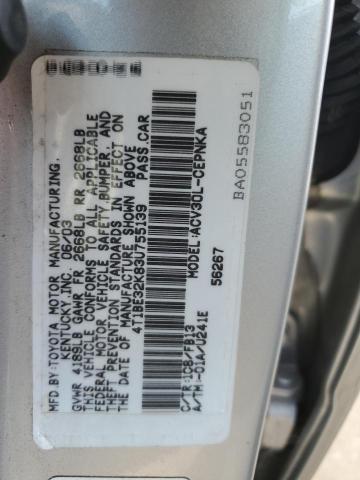 MFD.BY:TOYOTA MOTOR MANUFACTURING,
KENTUCKY,INC. 06/03
GVWR 4189LB GAWR FR 2668LB RR 2668LB
THIS VEHICLE CONFORMS TO ALL APPLICABLE
FEDERAL MOTOR VEHICLE SAFETY,BUMPER, AND
THEFT PREVENTION STANDARDS IN EFFECT ON
THE DATE OF MANUFACTURE SHOWN ABOVE
4T1BE32K83U755139 PASS.CAR
MODEL:ACV30L-CEPNKA
56267
C/TR:1C8/FB13
A/TM:-01A/U241E
BA05583051